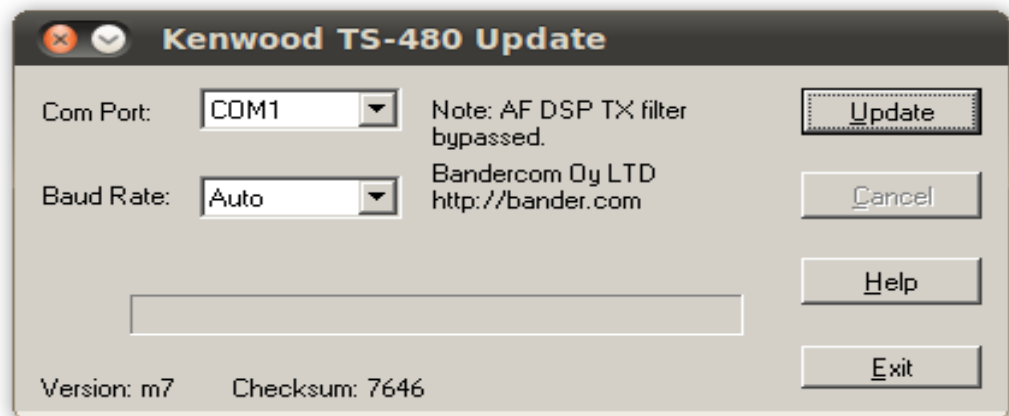 Kenwood TS-480 Update
Com Port:
COM1
Note: AF DSP TX filter
bypassed.
Update
Baud Rate:
Auto
Bandercom Oy LTD
http://bander.com
Cancel
Help
Exit
Version: m7
Checksum: 7646